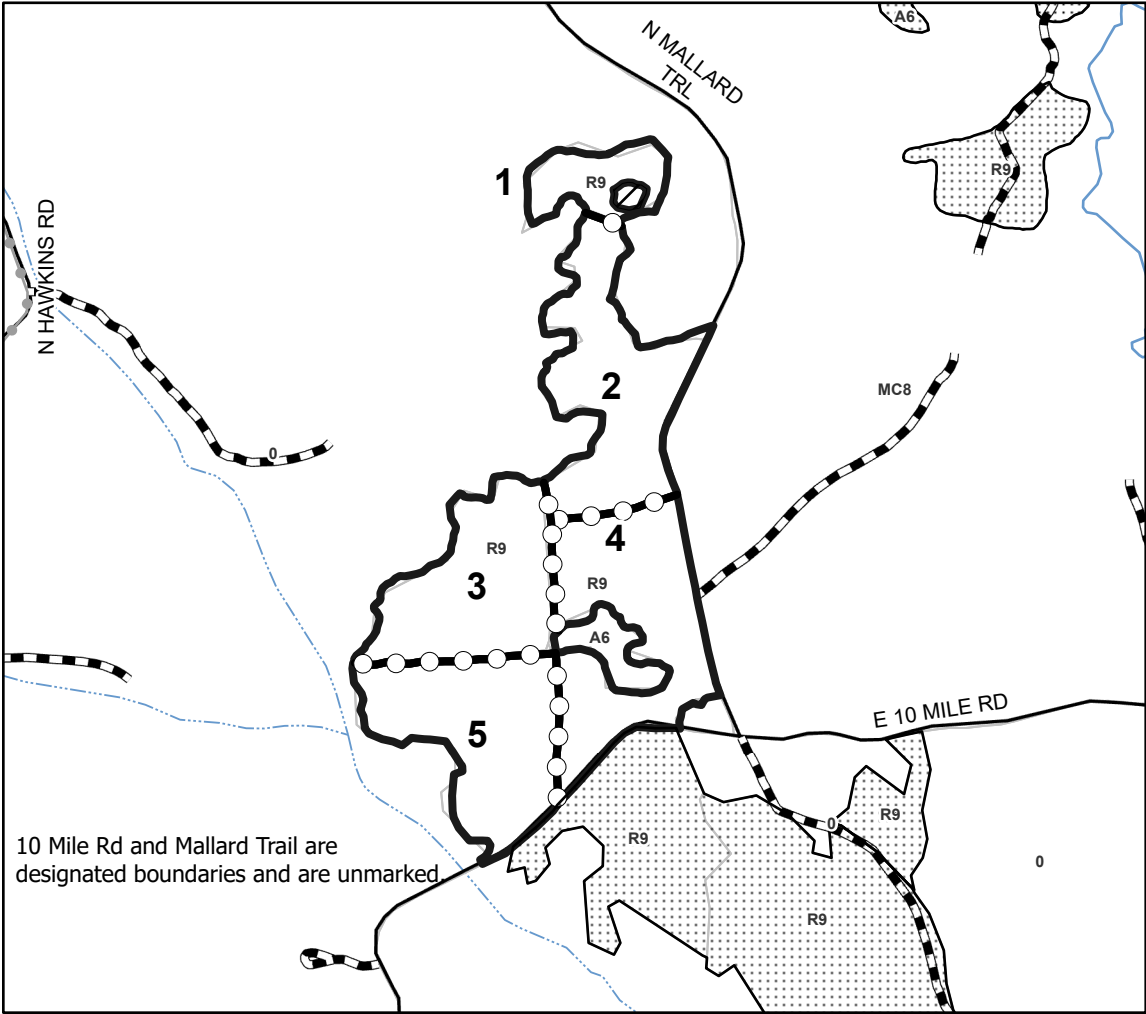 A6
N MALLARD
TRL
1
R9
R9
N HAWKINS RD
2
MC8
0
R9
4
3
R9
A6
E 10 MILE RD
5
R9
0
R9
10 Mile Rd and Mallard Trail are
designated boundaries and are unmarked.
0
R9